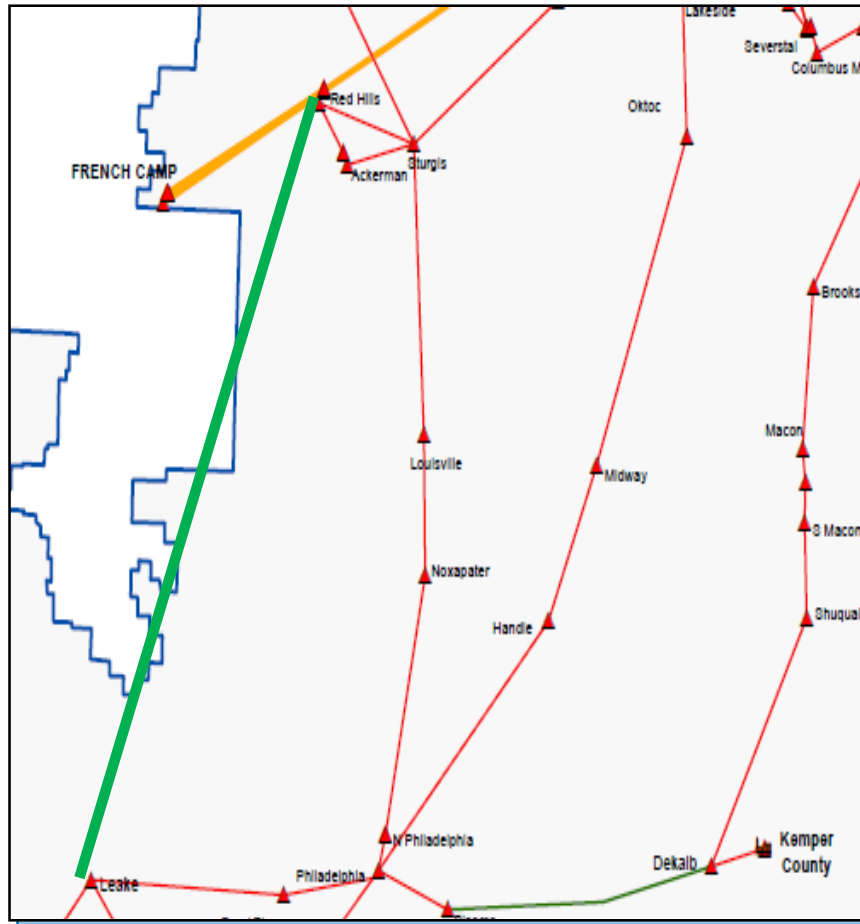 Lakeside
Severstal
Columbus M
Red Hills
Oktoc
Sturgis
FRENCH CAMP
Ackerman
Brooks
Macon
Louisville
Midway
S Macon
Noxapater
Shuqual
Handle
N Philadelphia
Kemper
County
Dekalb
Philadelphia
Leake